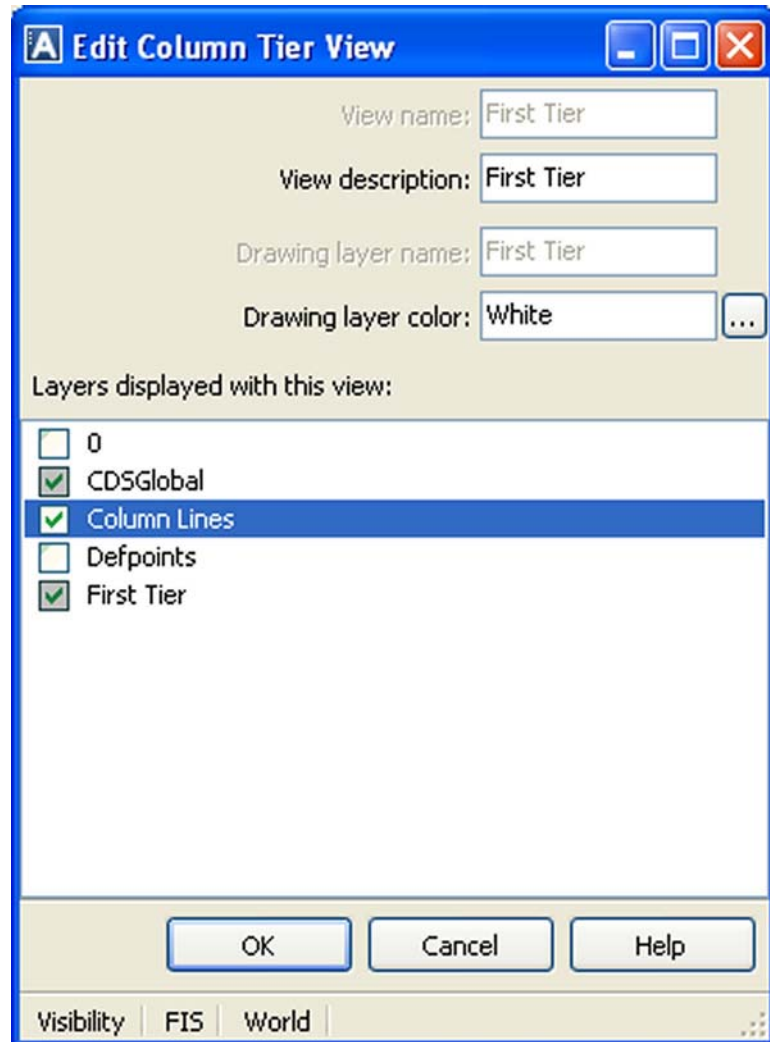 A Edit Column Tier View
View name: First Tier
View description: First Tier
Drawing layer name: First Tier
Drawing layer color: White ...
Layers displayed with this view:
0
CDSGlobal
Column Lines
Defpoints
First Tier
OK Cancel Help
Visibility FIS World